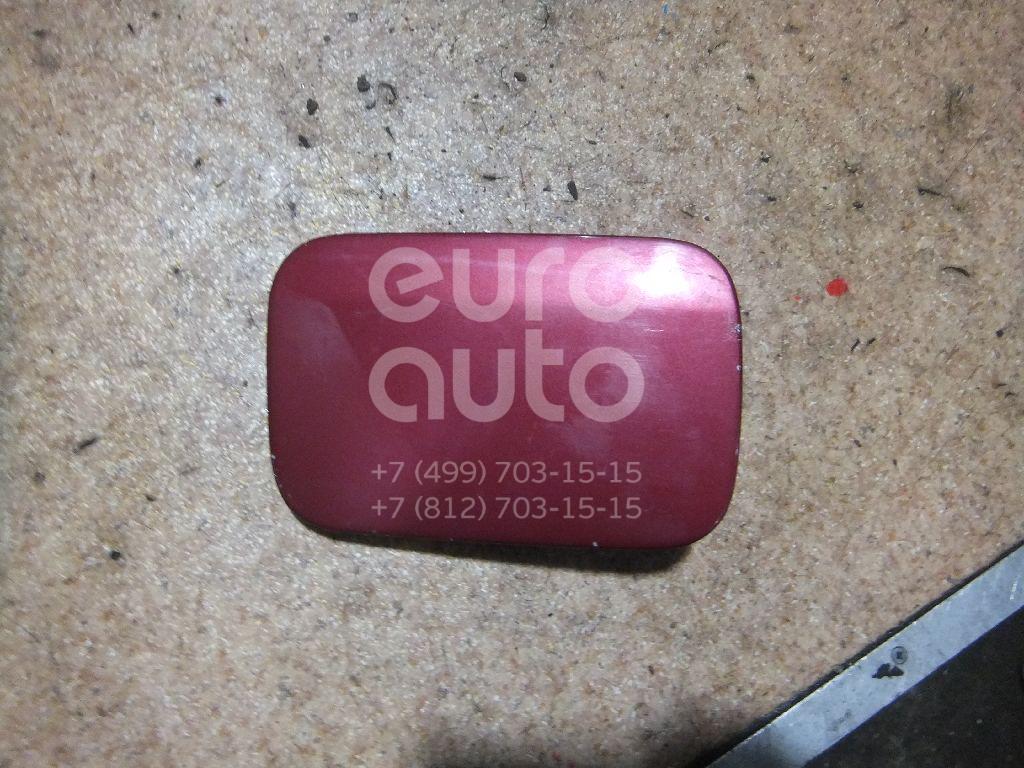 euro
auto
+7 (499) 703-15-15
+7 (812) 703-15-15